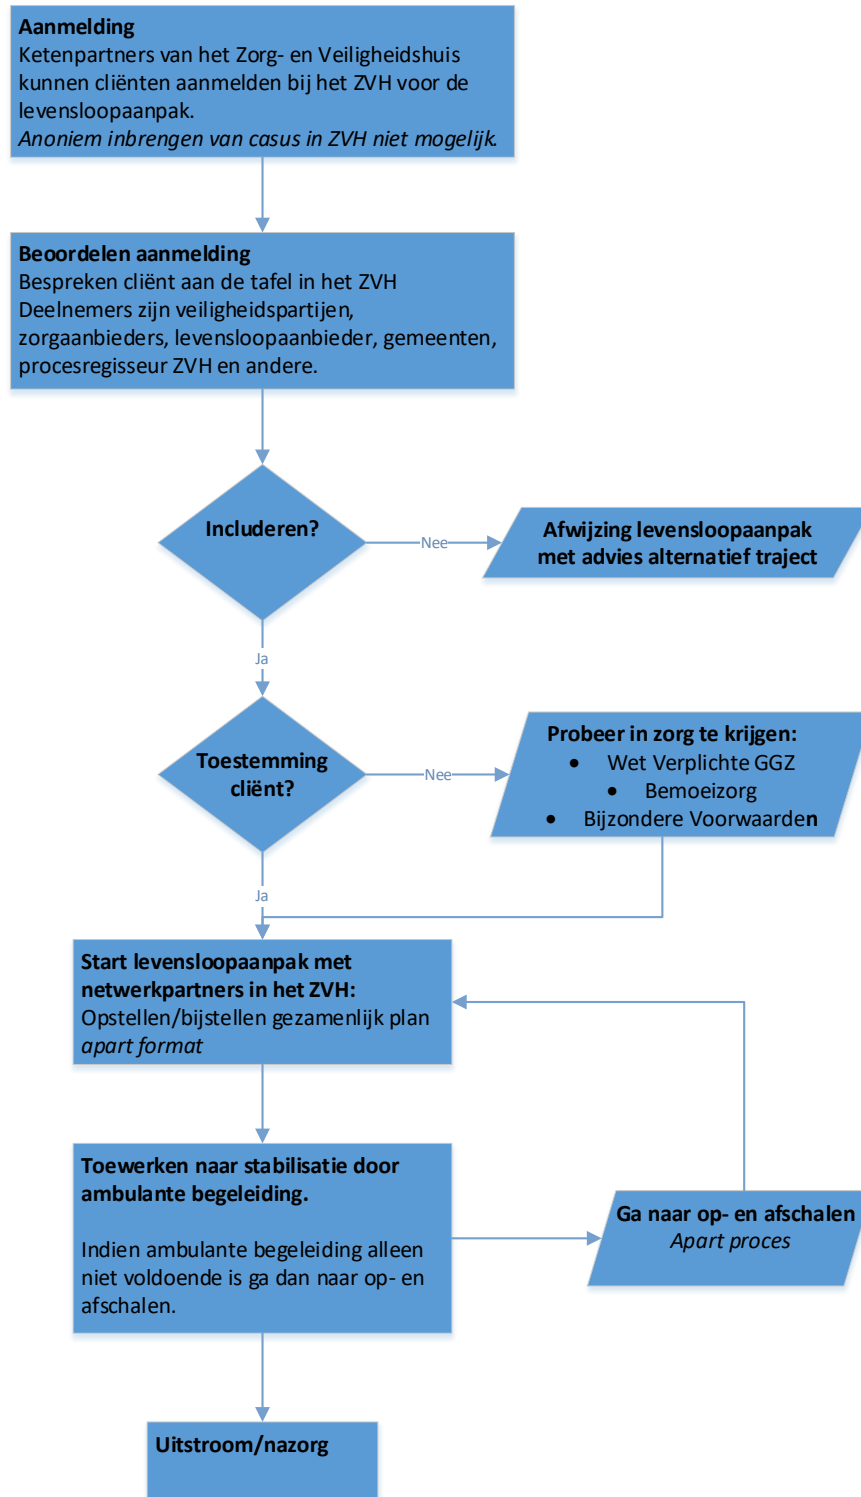 Aanmelding
Ketenpartners van het Zorg- en Veiligheidshuis
kunnen cliënten aanmelden bij het ZVH voor de
levensloopaanpak.
Anoniem inbrengen van casus in ZVH niet mogelijk.
Beoordelen aanmelding
Bespreken cliënt aan de tafel in het ZVH
Deelnemers zijn veiligheidspartijen,
zorgaanbieders, levensloopaanbieder, gemeenten,
procesregisseur ZVH en andere.
Includeren?
Nee
Afwijzing levensloopaanpak
met advies alternatief traject
Ja
Toestemming
cliënt?
Nee
Probeer in zorg te krijgen:
• Wet Verplichte GGZ
• Bemoeizorg
• Bijzondere Voorwaarden
Ja
Start levensloopaanpak met
netwerkpartners in het ZVH:
Opstellen/bijstellen gezamenlijk plan
apart format
Toewerken naar stabilisatie door
ambulante begeleiding.
Indien ambulante begeleiding alleen
niet voldoende is ga dan naar op- en
afschalen.
Ga naar op- en afschalen
Apart proces
Uitstroom/nazorg